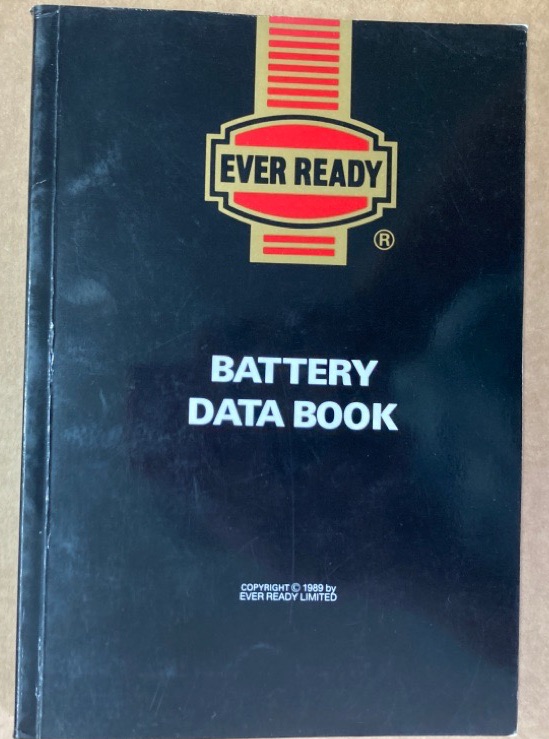 EVER READY
®
BATTERY
DATA BOOK
COPYRIGHT © 1989 by
EVER READY LIMITED